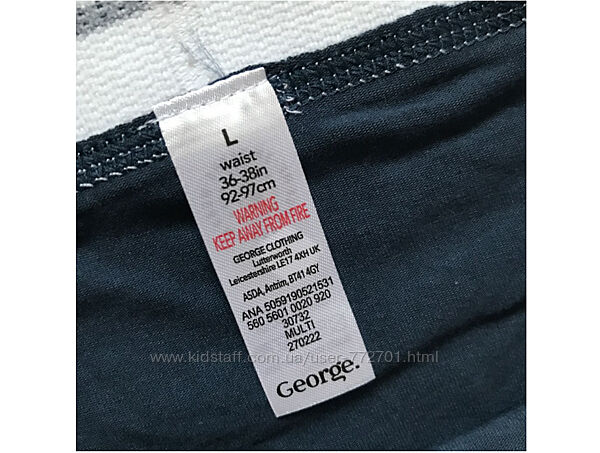 L
waist
36-38in
92-97cm
WARNING
KEEP AWAY FROM FIRE
GEORGE CLOTHING
Lutterworth
Leicestershire LE17 4XH UK
ASDA, Antrim, BT41 4GY
ANA 5059190521531
560 5601 0020 920
30732
MULTI
270222
www.kidstaff.com.ua/user-772701.html
George.